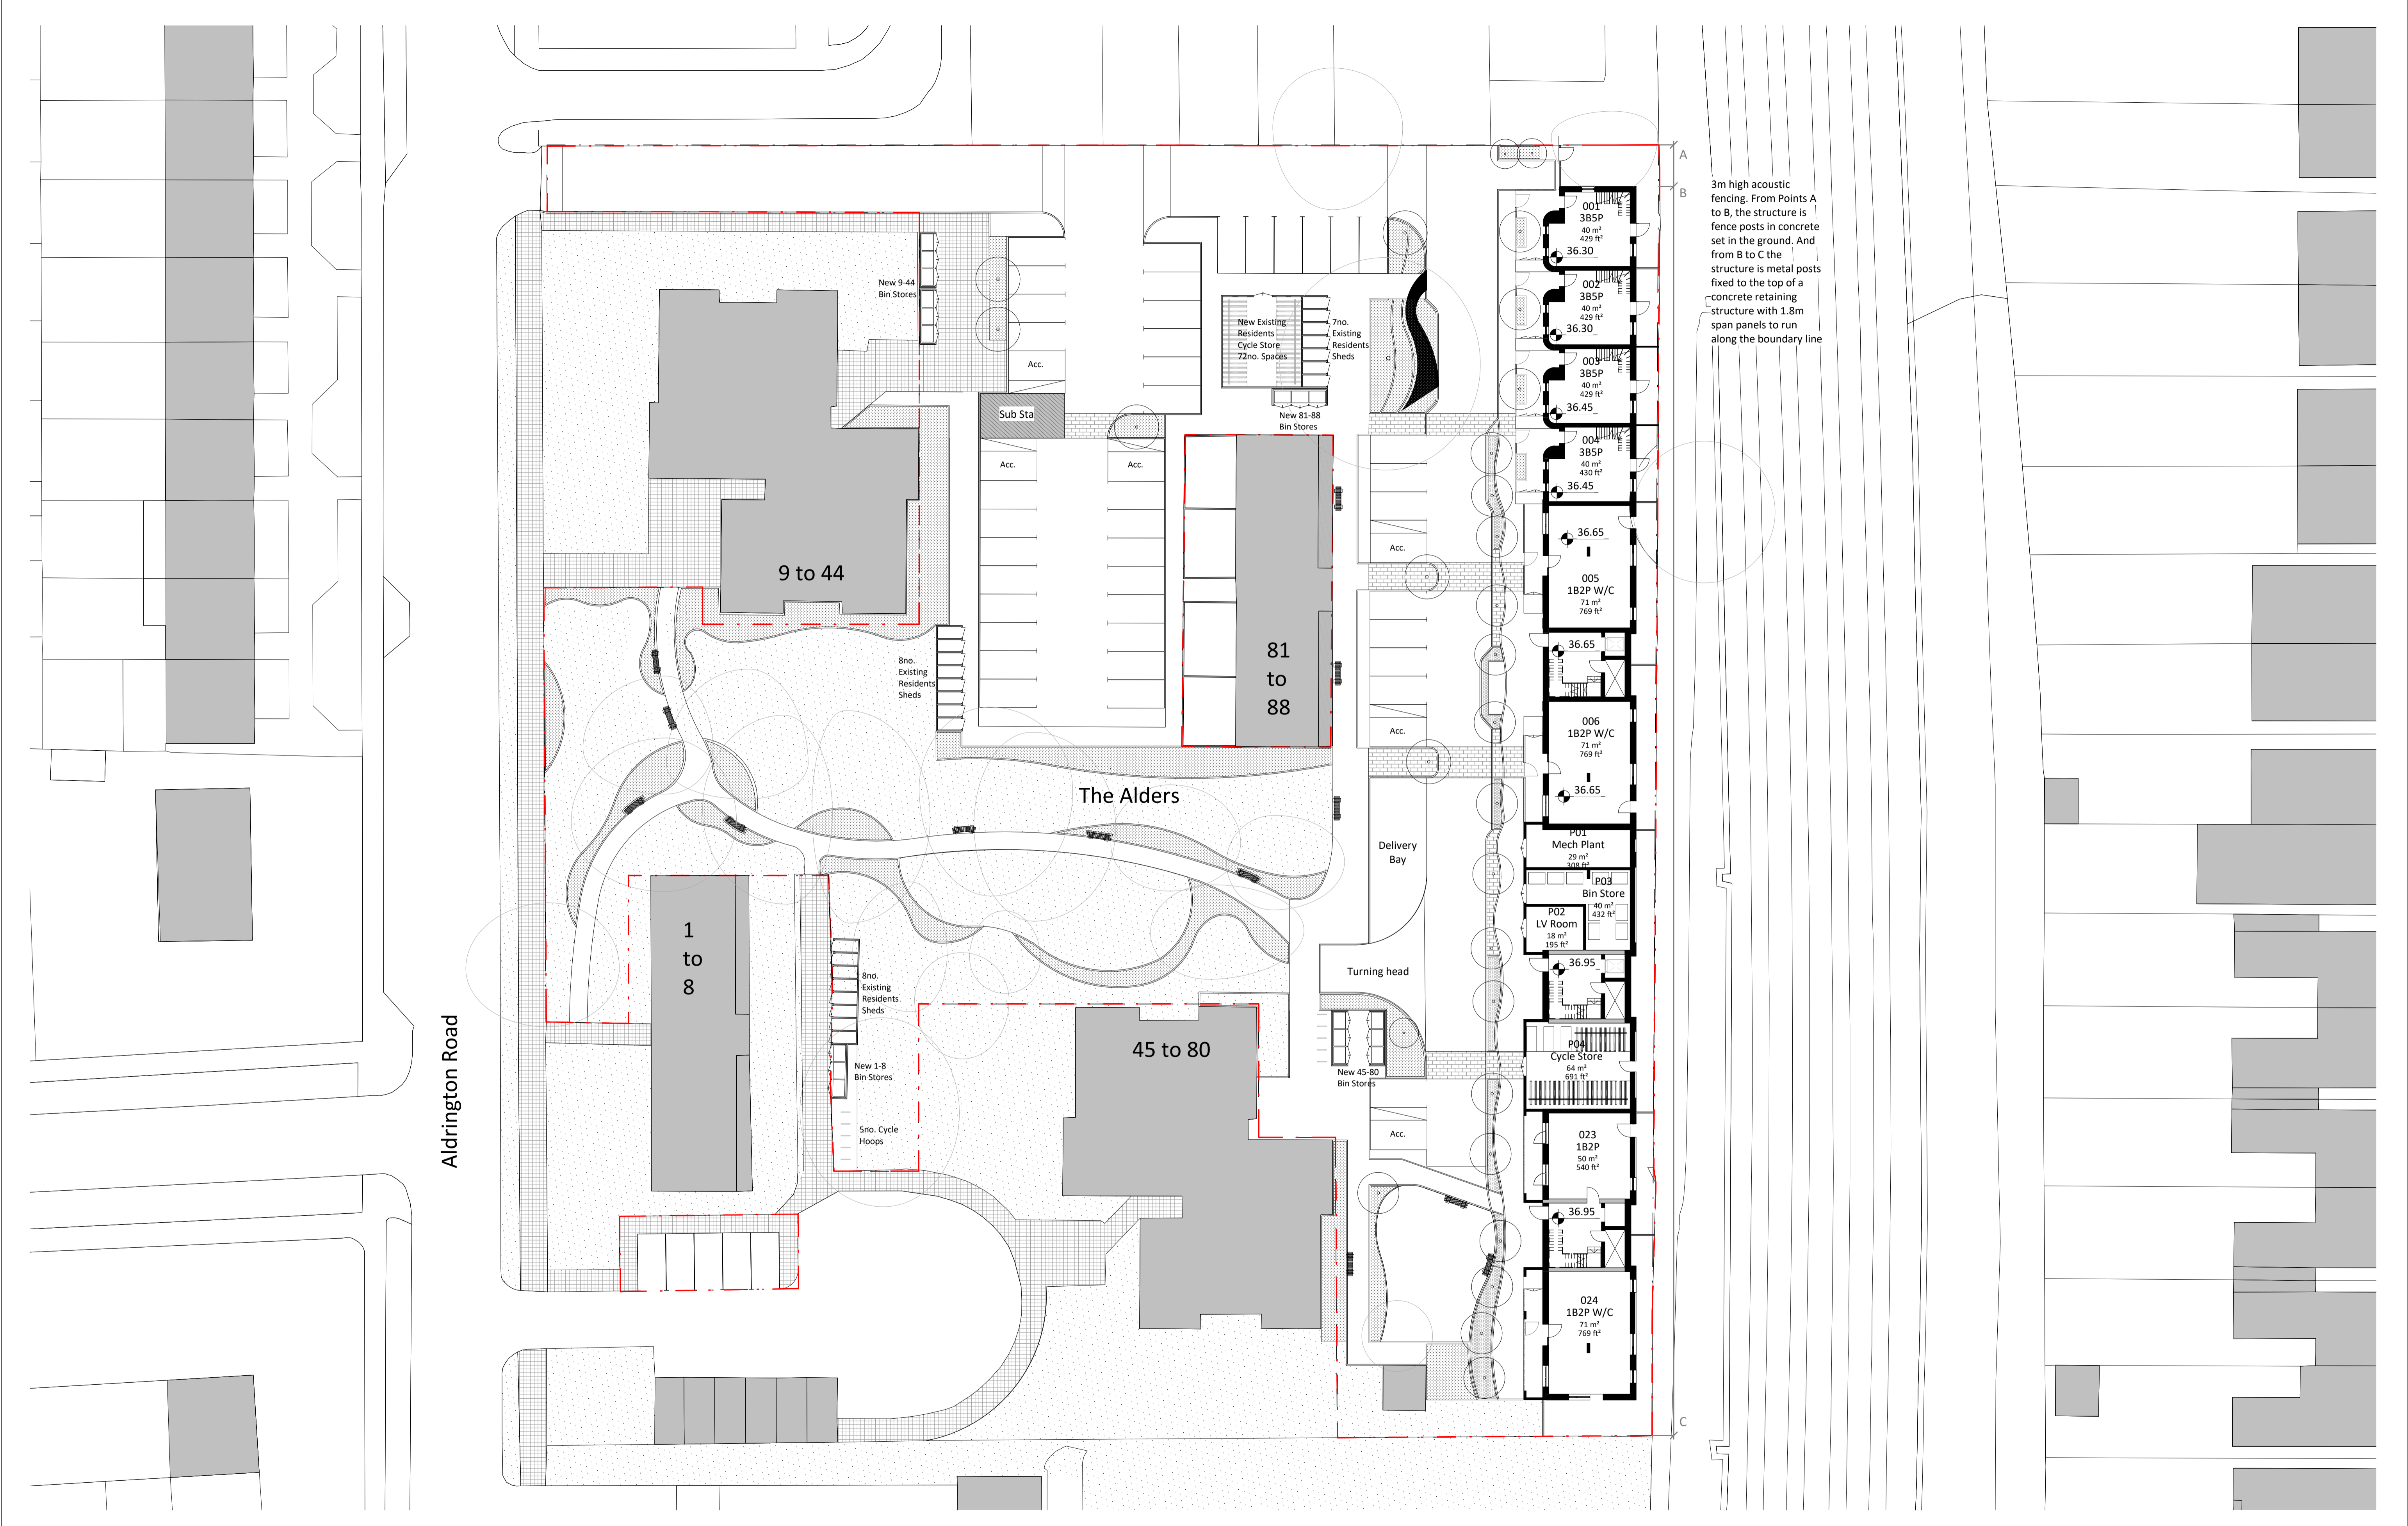 A
B
3m high acoustic
fencing. From Points A
to B, the structure is
fence posts in concrete
set in the ground. And
from B to C the
structure is metal posts
fixed to the top of a
concrete retaining
structure with 1.8m
span panels to run
along the boundary line
001
3B5P
40 m²
429 ft²
36.30
002
3B5P
40 m²
429 ft²
36.30
003
3B5P
40 m²
429 ft²
36.45
004
3B5P
40 m²
430 ft²
36.45
36.65
005
1B2P W/C
71 m²
769 ft²
36.65
006
1B2P W/C
71 m²
769 ft²
36.65
P01
Mech Plant
29 m²
308 ft²
P03
Bin Store
40 m²
432 ft²
P02
LV Room
18 m²
195 ft²
36.95
P04
Cycle Store
64 m²
691 ft²
023
1B2P
50 m²
540 ft²
36.95
024
1B2P W/C
71 m²
769 ft²
C
New 9-44
Bin Stores
Acc.
Sub Sta
Acc.
Acc.
New Existing
Residents
Cycle Store
72no. Spaces
7no.
Existing
Residents
Sheds
New 81-88
Bin Stores
9 to 44
81
to
88
Acc.
Acc.
8no.
Existing
Residents
Sheds
The Alders
Delivery
Bay
Turning head
1
to
8
8no.
Existing
Residents
Sheds
New 1-8
Bin Stores
5no. Cycle
Hoops
45 to 80
New 45-80
Bin Stores
Acc.
Aldrington Road